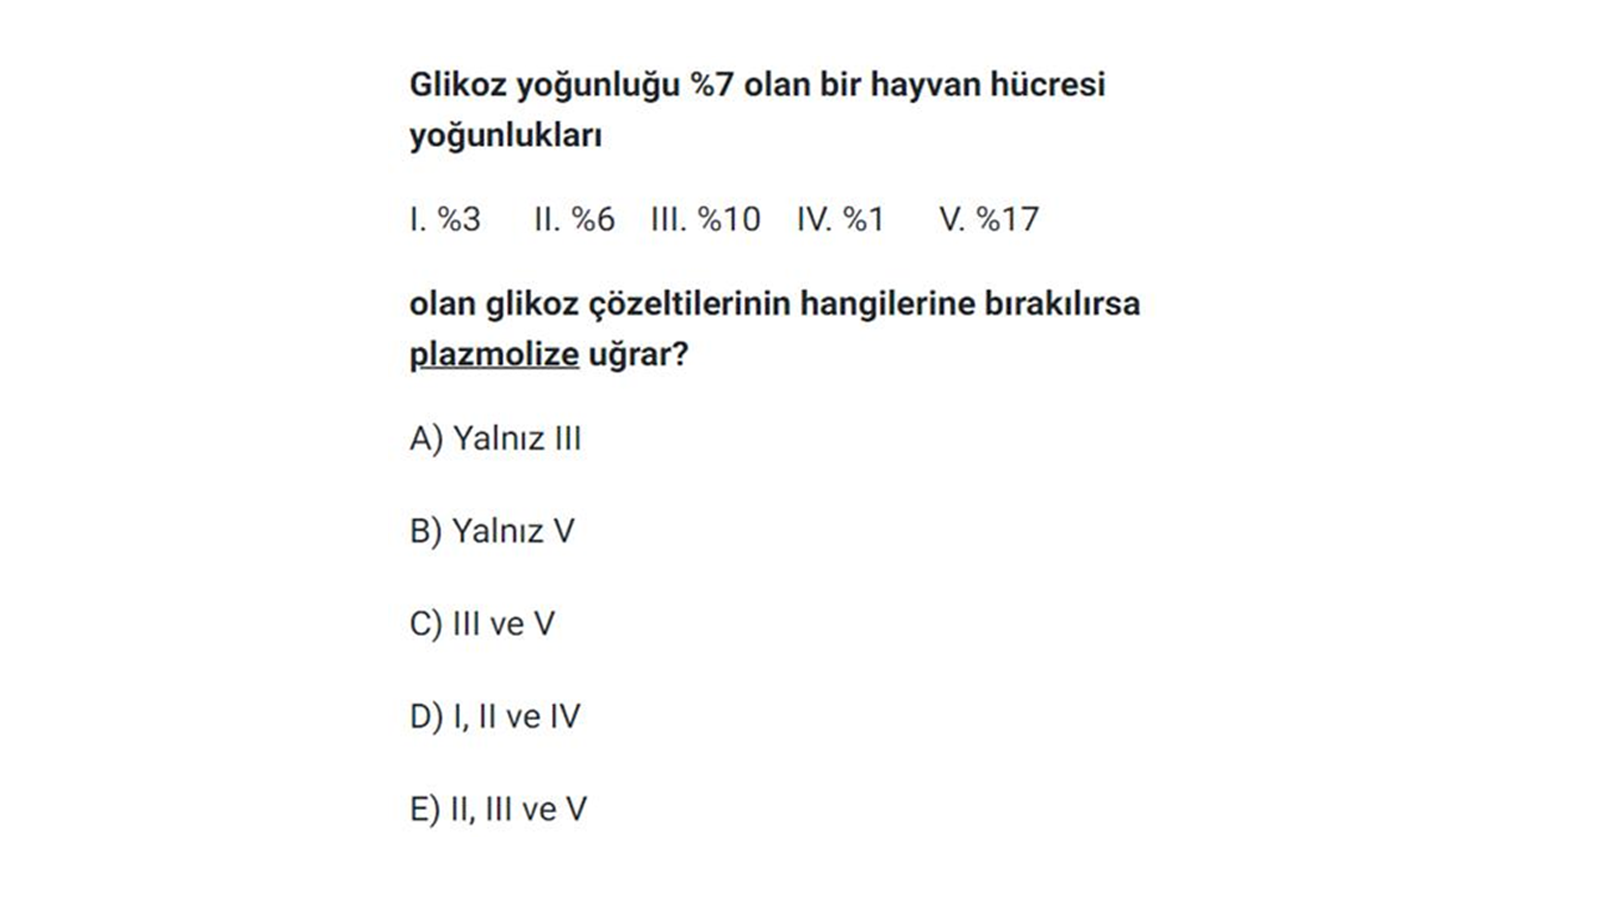 Glikoz yoğunluğu %7 olan bir hayvan hücresi
yoğunlukları
I. %3 II. %6 III. %10 IV. %1 V. %17
olan glikoz çözeltilerinin hangilerine bırakılırsa
plazmolize uğrar?
A) Yalnız III
B) Yalnız V
C) III ve V
D) I, II ve IV
E) II, III ve V